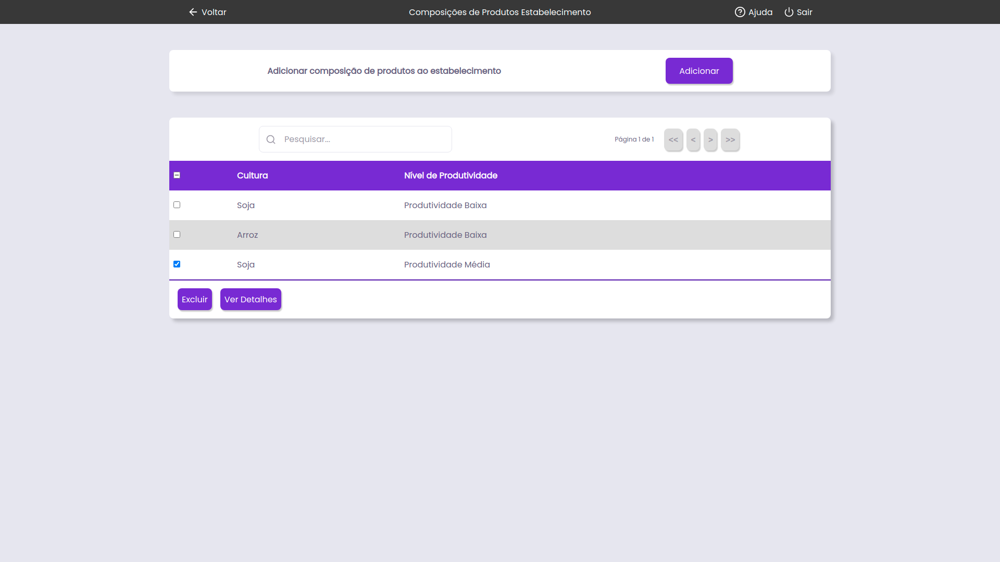 Voltar
Composições de Produtos Estabelecimento
Ajuda
Sair
Adicionar composição de produtos ao estabelecimento
Adicionar
Pesquisar...
Página 1 de 1
<<
<
>
>>
Cultura Nível de Produtividade
Soja Produtividade Baixa
Arroz Produtividade Baixa
Soja Produtividade Média
Excluir
Ver Detalhes